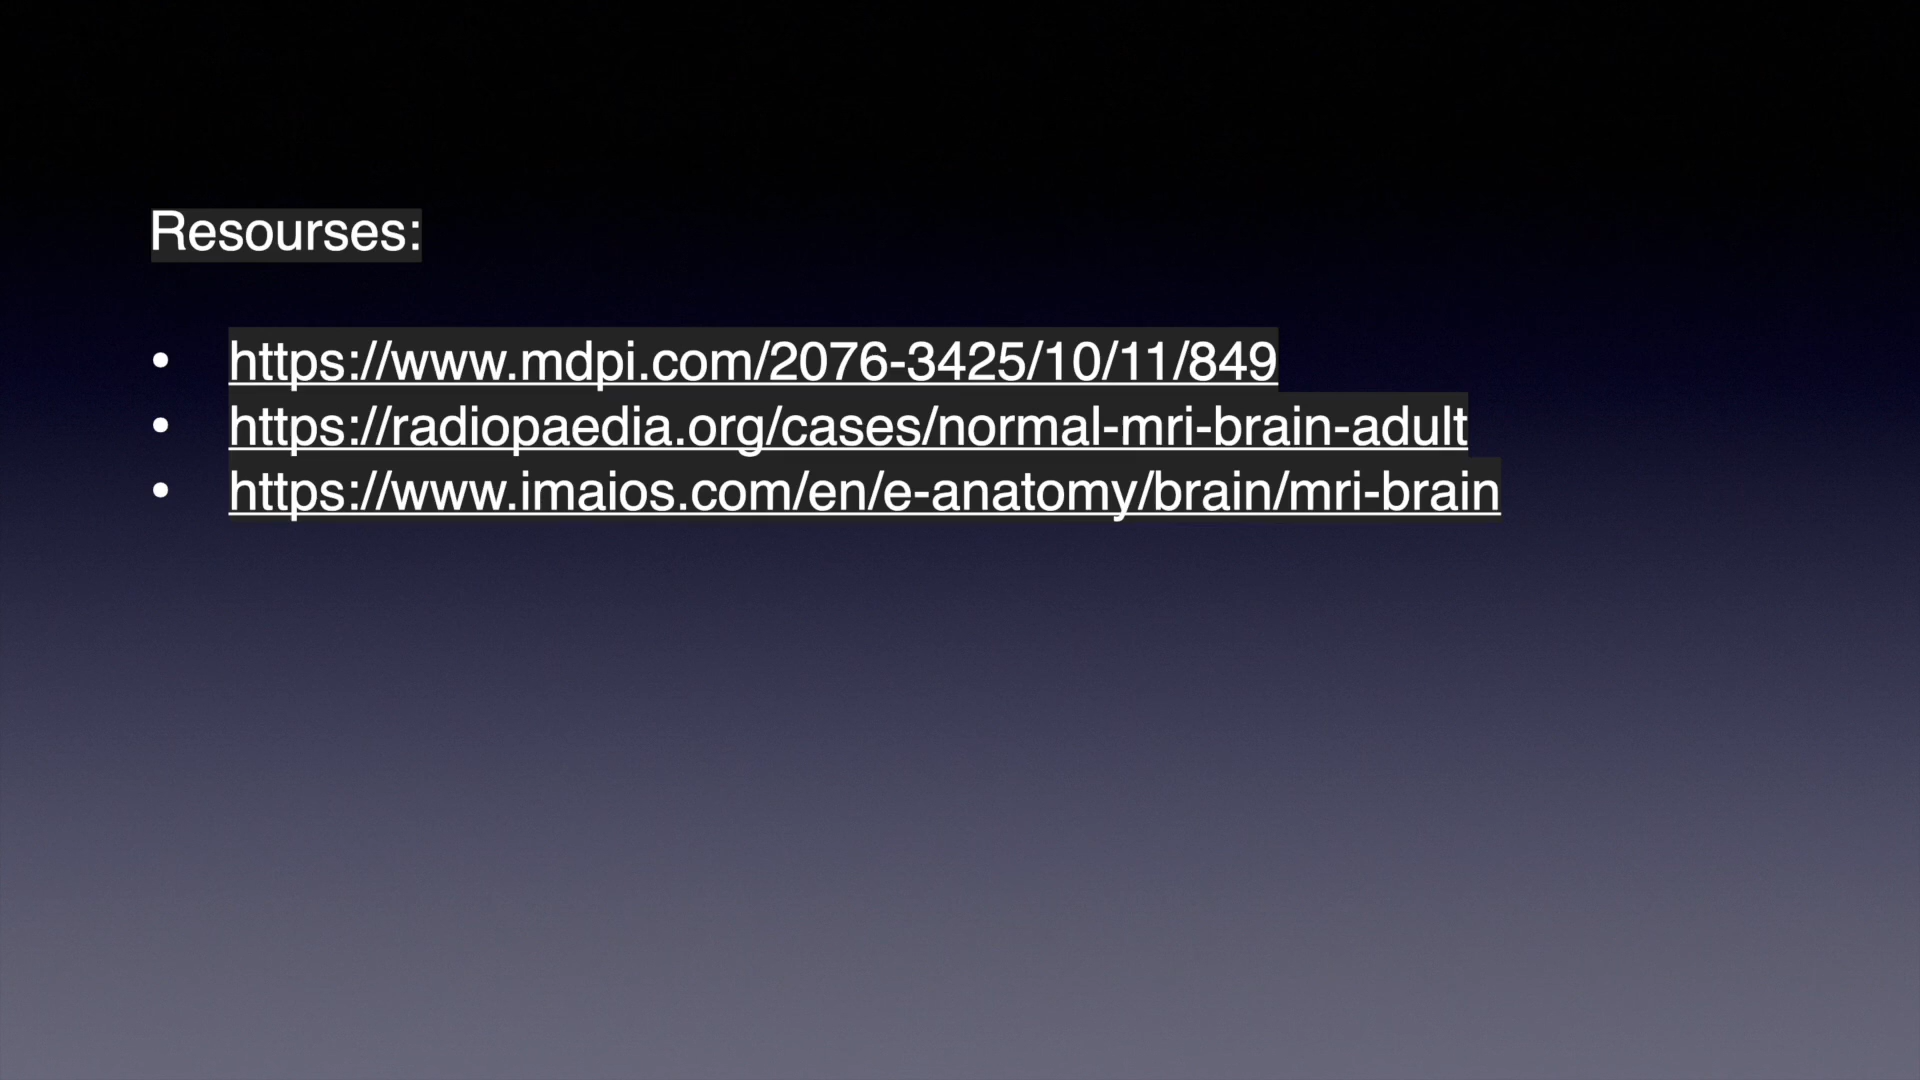 Resourses:
• https://www.mdpi.com/2076-3425/10/11/849
• https://radiopaedia.org/cases/normal-mri-brain-adult
• https://www.imaios.com/en/e-anatomy/brain/mri-brain